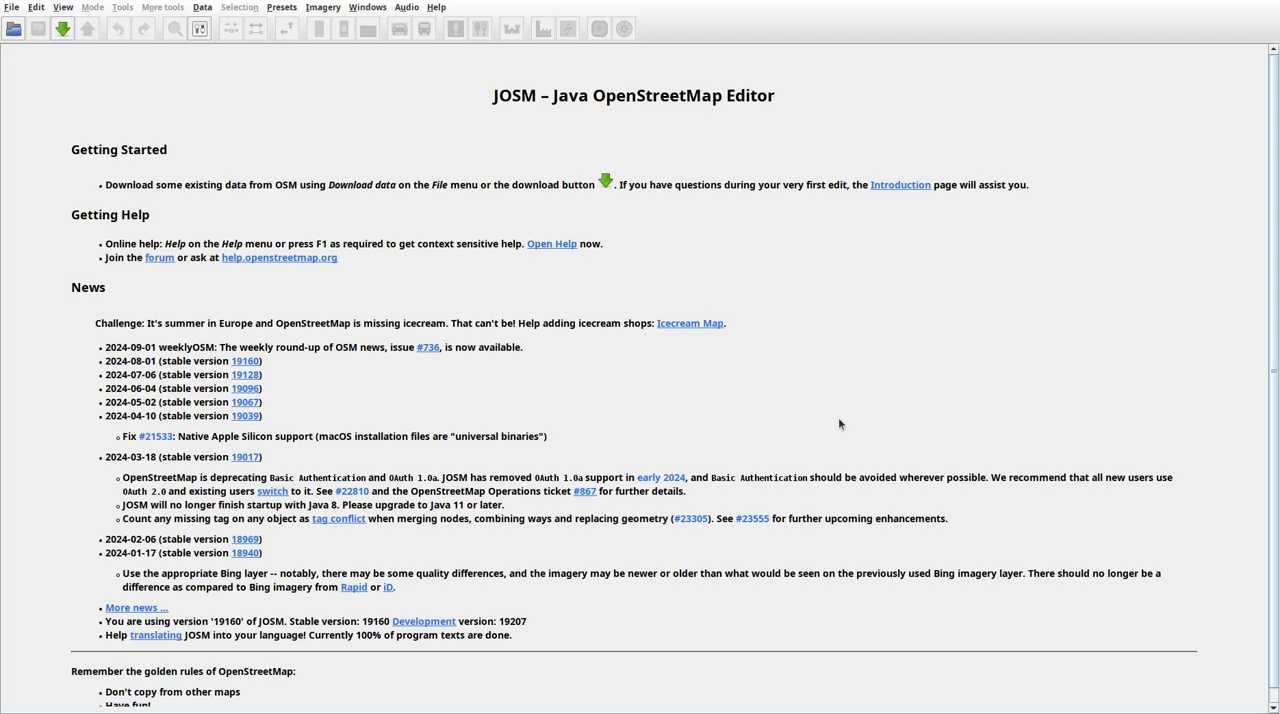 File Edit View Mode Tools More tools Data Selection Presets Imagery Windows Audio Help
JOSM – Java OpenStreetMap Editor
Getting Started
Download some existing data from OSM using Download data on the File menu or the download button . If you have questions during your very first edit, the Introduction page will assist you.
Getting Help
Online help: Help on the Help menu or press F1 as required to get context sensitive help. Open Help now.
Join the forum or ask at help.openstreetmap.org
News
Challenge: It's summer in Europe and OpenStreetMap is missing icecream. That can't be! Help adding icecream shops: Icecream Map.
2024-09-01 weeklyOSM: The weekly round-up of OSM news, issue #736, is now available.
2024-08-01 (stable version 19160)
2024-07-06 (stable version 19128)
2024-06-04 (stable version 19096)
2024-05-02 (stable version 19067)
2024-04-10 (stable version 19039)
Fix #21533: Native Apple Silicon support (macOS installation files are "universal binaries")
2024-03-18 (stable version 19017)
OpenStreetMap is deprecating Basic Authentication and OAuth 1.0a. JOSM has removed OAuth 1.0a support in early 2024, and Basic Authentication should be avoided wherever possible. We recommend that all new users use
OAuth 2.0 and existing users switch to it. See #22810 and the OpenStreetMap Operations ticket #867 for further details.
JOSM will no longer finish startup with Java 8. Please upgrade to Java 11 or later.
Count any missing tag on any object as tag conflict when merging nodes, combining ways and replacing geometry (#23305). See #23555 for further upcoming enhancements.
2024-02-06 (stable version 18969)
2024-01-17 (stable version 18940)
Use the appropriate Bing layer -- notably, there may be some quality differences, and the imagery may be newer or older than what would be seen on the previously used Bing imagery layer. There should no longer be a
difference as compared to Bing imagery from Rapid or iD.
More news ...
You are using version '19160' of JOSM. Stable version: 19160 Development version: 19207
Help translating JOSM into your language! Currently 100% of program texts are done.
Remember the golden rules of OpenStreetMap:
Don't copy from other maps
Have fun!